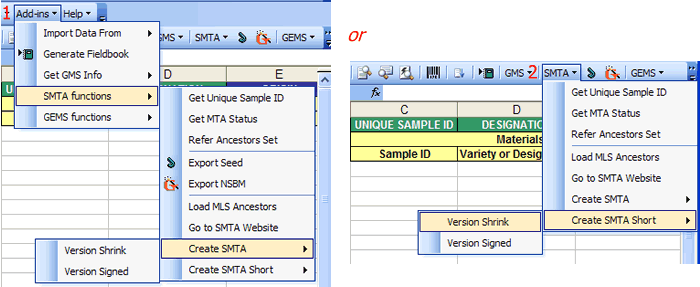 1 Add-ins Help
Import Data From
Generate Fieldbook
Get GMS Info
SMTA functions
GEMS functions
GMS SMTA GEMS
D E
Get Unique Sample ID
Get MTA Status
Refer Ancestors Set
Export Seed
Export NSBM
Load MLS Ancestors
Go to SMTA Website
Create SMTA
Create SMTA Short
Version Shrink
Version Signed
or
GMS 2 SMTA GEMS
fx
C D
UNIQUE SAMPLE ID DESIGNATIO
Materials
Sample ID Variety or Desig
Get Unique Sample ID
Get MTA Status
Refer Ancestors Set
Load MLS Ancestors
Go to SMTA Website
Create SMTA
Create SMTA Short
Version Shrink
Version Signed